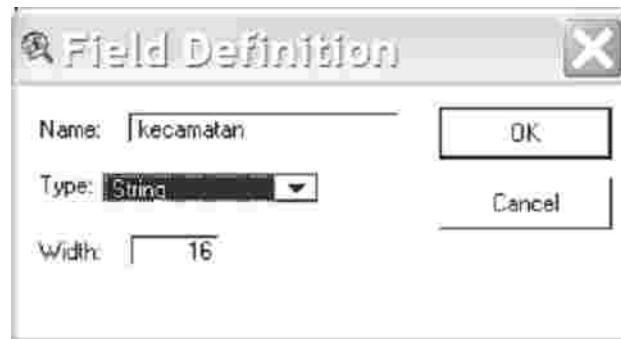 Field Definition
Name: kecamatan
OK
Type: String
Cancel
Width: 16